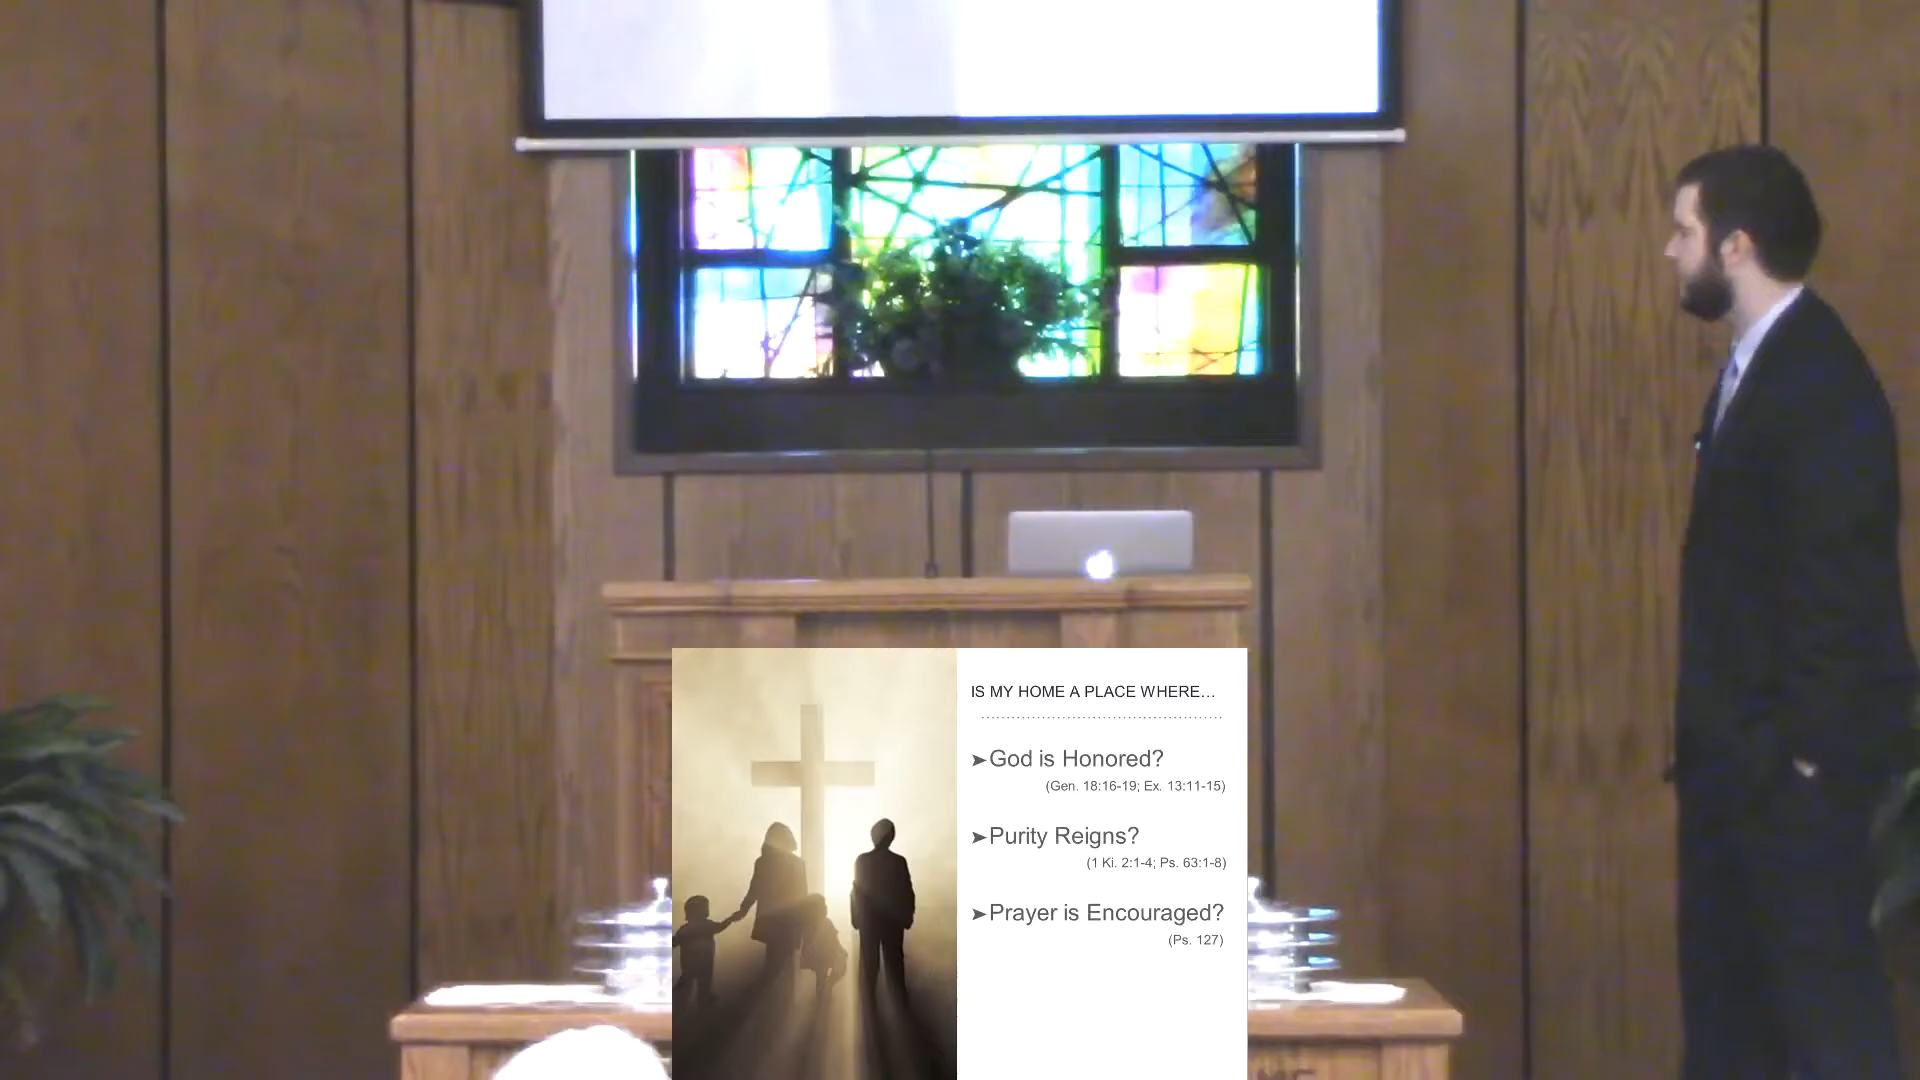 IS MY HOME A PLACE WHERE…
➤God is Honored?
(Gen. 18:16-19; Ex. 13:11-15)
➤Purity Reigns?
(1 Ki. 2:1-4; Ps. 63:1-8)
➤Prayer is Encouraged?
(Ps. 127)